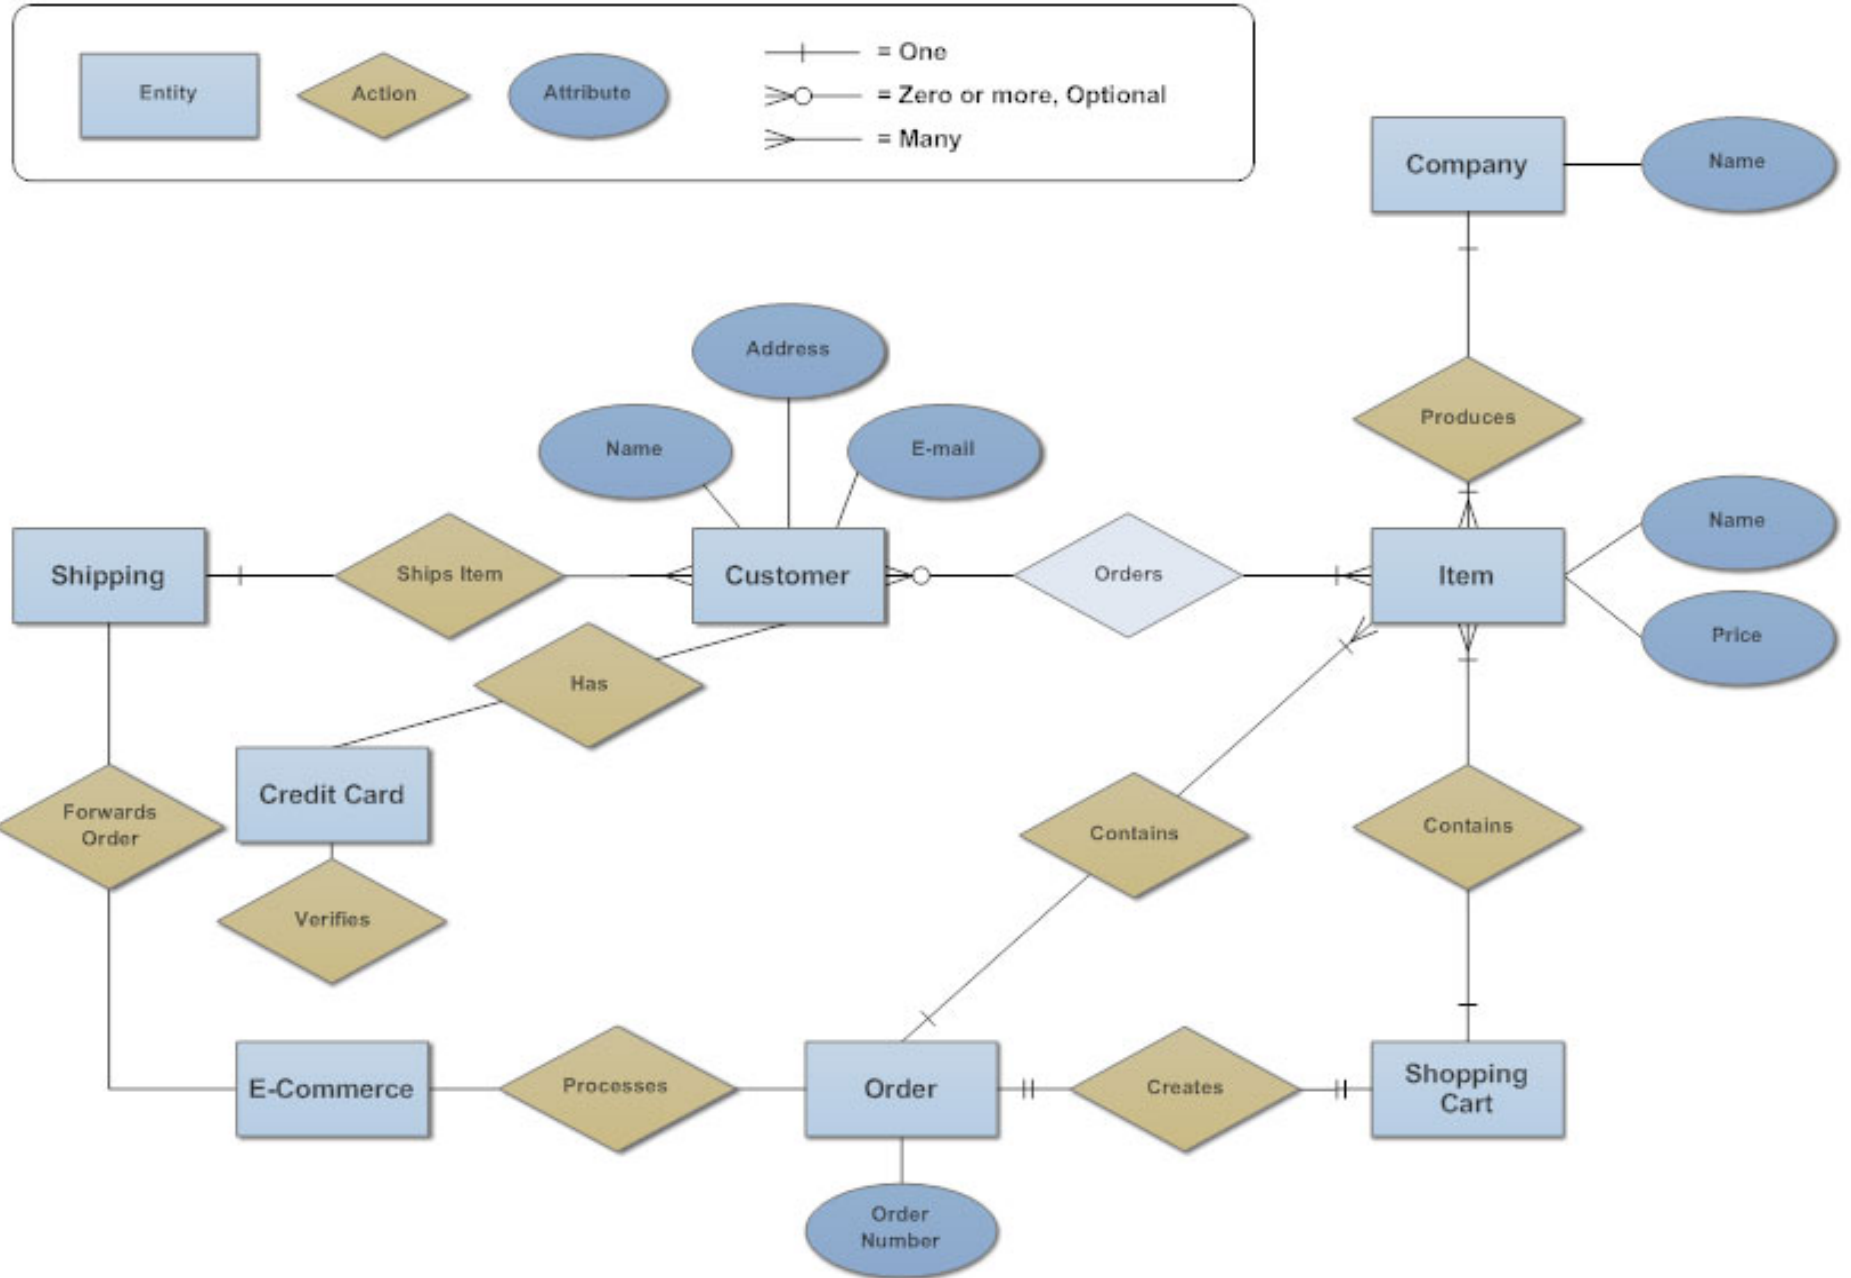 Entity
Action
Attribute
= One
= Zero or more, Optional
= Many
Company
Name
Produces
Address
Name
E-mail
Shipping
Ships Item
Customer
Orders
Item
Name
Price
Has
Credit Card
Forwards
Order
Verifies
Contains
Contains
E-Commerce
Processes
Order
Creates
Shopping
Cart
Order
Number